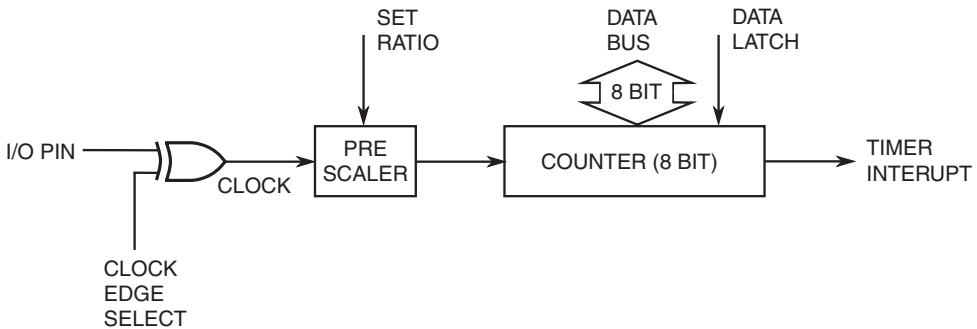 SET
RATIO
DATA
BUS
DATA
LATCH
8 BIT
I/O PIN
CLOCK
PRE
SCALER
COUNTER (8 BIT)
TIMER
INTERUPT
CLOCK
EDGE
SELECT